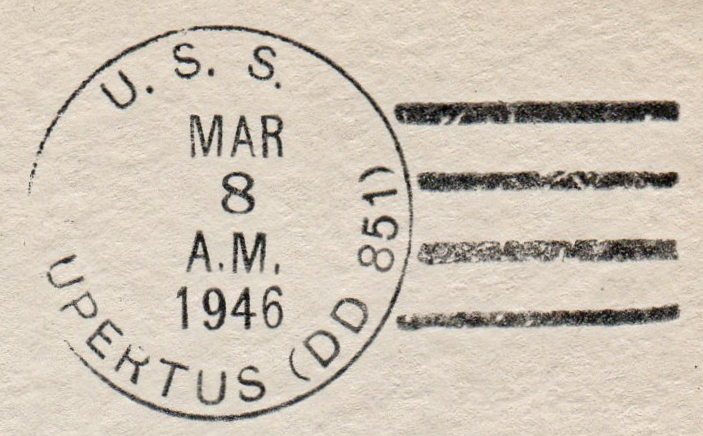 U. S. S.
MAR
8
A.M.
1946
UPERTUS (DD 851)